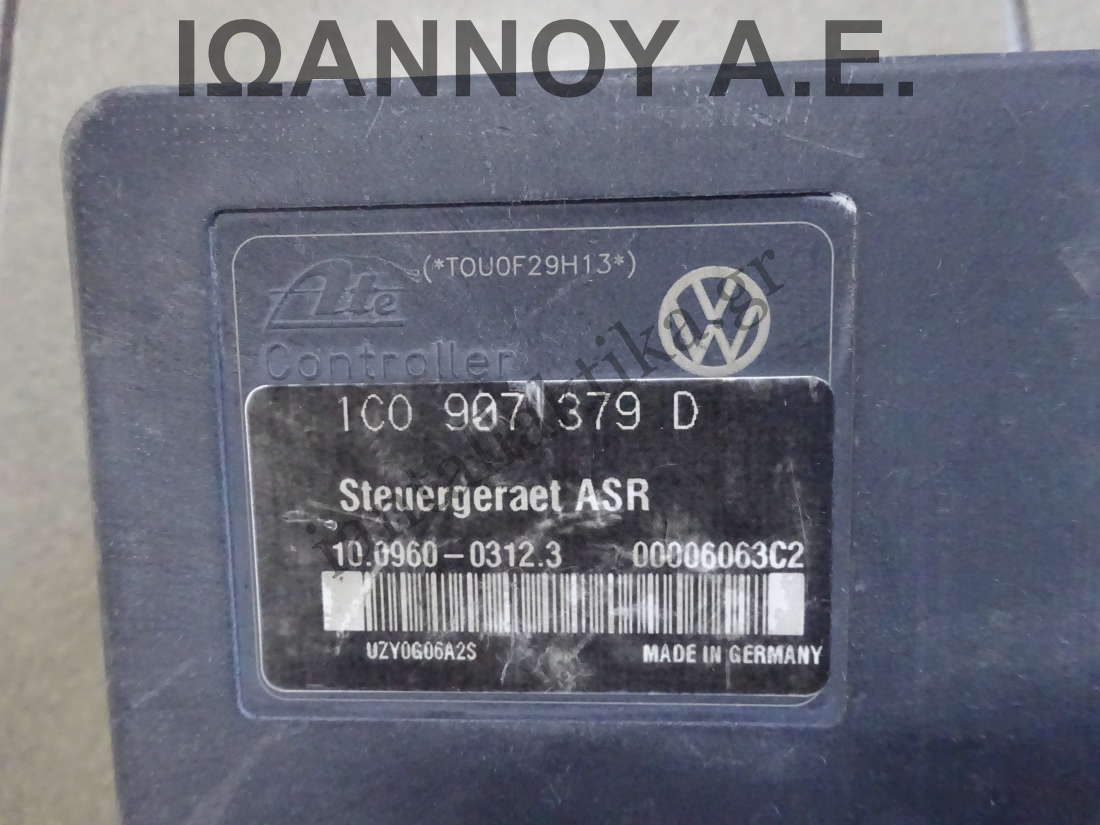 ΙΩΑΝΝΟΥ Α.Ε.
(*TOU0F29H13*)
Ate
Controller
1C0 907 379 D
Steuergeraet ASR
10.0960-0312.3 00006063C2
UZY0G06A2S MADE IN GERMANY